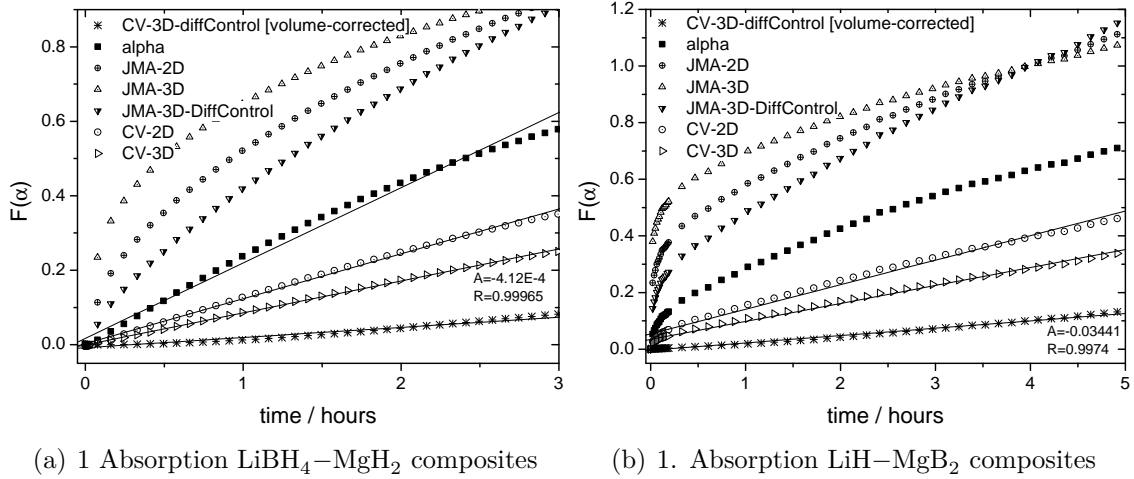 CV-3D-diffControl [volume-corrected]
alpha
JMA-2D
JMA-3D
JMA-3D-DiffControl
CV-2D
CV-3D
F(α)
0.8
0.6
0.4
0.2
0.0
A=-4.12E-4
R=0.99965
0 1 2 3
time / hours
(a) 1 Absorption LiBH₄−MgH₂ composites
CV-3D-diffControl [volume-corrected]
alpha
JMA-2D
JMA-3D
JMA-3D-DiffControl
CV-2D
CV-3D
F(α)
1.2
1.0
0.8
0.6
0.4
0.2
0.0
A=-0.03441
R=0.9974
0 1 2 3 4 5
time / hours
(b) 1. Absorption LiH−MgB₂ composites